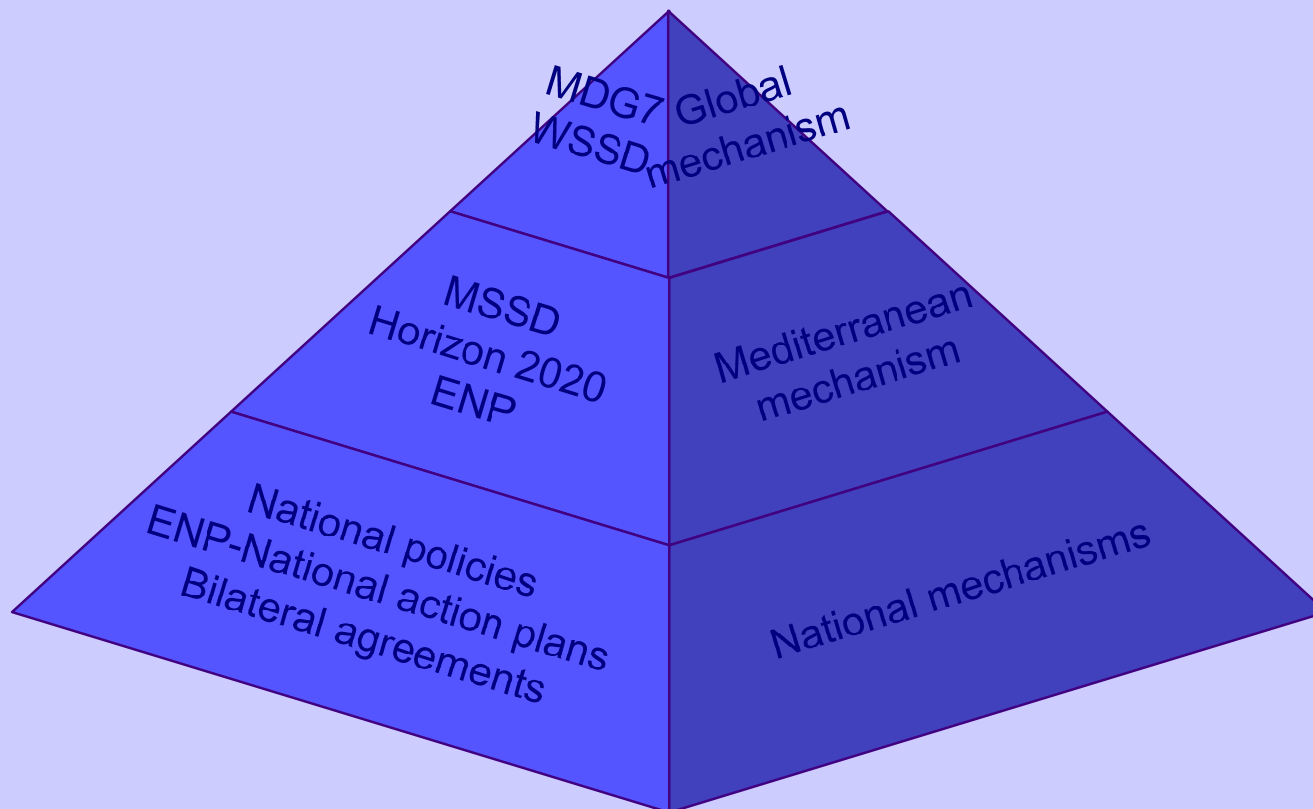 MDG7
WSSD
Global
mechanism
MSSD
Horizon 2020
ENP
Mediterranean
mechanism
National policies
ENP-National action plans
Bilateral agreements
National mechanisms